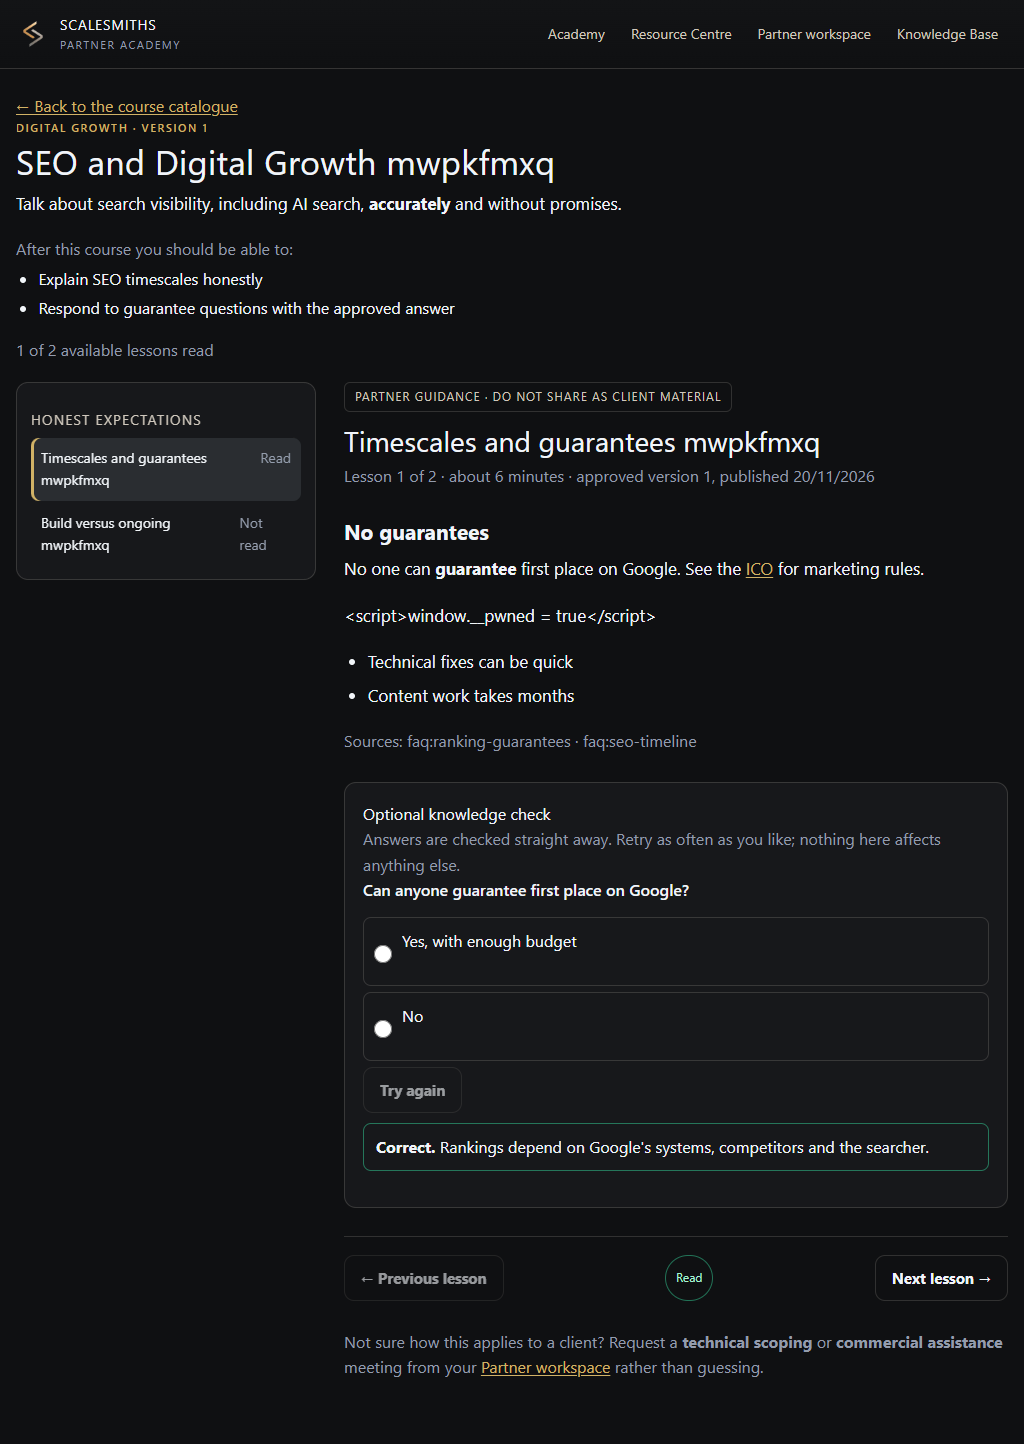 SCALESMITHS
PARTNER ACADEMY
Academy
Resource Centre
Partner workspace
Knowledge Base
← Back to the course catalogue
DIGITAL GROWTH · VERSION 1
SEO and Digital Growth mwpkfmxq
Talk about search visibility, including AI search, accurately and without promises.
After this course you should be able to:
• Explain SEO timescales honestly
• Respond to guarantee questions with the approved answer
1 of 2 available lessons read
HONEST EXPECTATIONS
Timescales and guarantees
mwpkfmxq
Read
Build versus ongoing
mwpkfmxq
Not
read
PARTNER GUIDANCE · DO NOT SHARE AS CLIENT MATERIAL
Timescales and guarantees mwpkfmxq
Lesson 1 of 2 · about 6 minutes · approved version 1, published 20/11/2026
No guarantees
No one can guarantee first place on Google. See the ICO for marketing rules.
<script>window.__pwned = true</script>
• Technical fixes can be quick
• Content work takes months
Sources: faq:ranking-guarantees · faq:seo-timeline
Optional knowledge check
Answers are checked straight away. Retry as often as you like; nothing here affects
anything else.
Can anyone guarantee first place on Google?
Yes, with enough budget
No
Try again
Correct. Rankings depend on Google's systems, competitors and the searcher.
← Previous lesson
Read
Next lesson →
Not sure how this applies to a client? Request a technical scoping or commercial assistance
meeting from your Partner workspace rather than guessing.